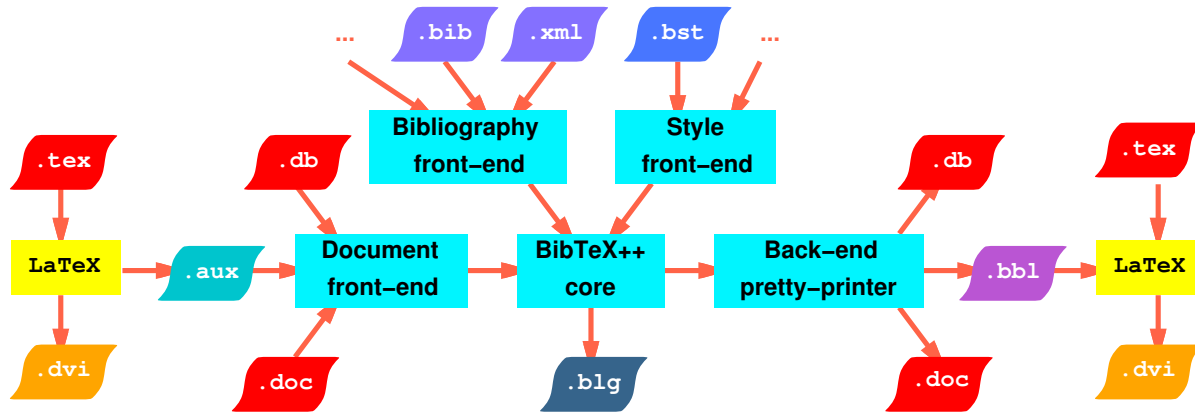 ... .bib .xml .bst ...
Bibliography Style
front–end front–end
.tex .db .db .tex
LaTeX .aux Document BibTeX++ Back–end .bbl LaTeX
front–end core pretty–printer
.dvi .doc .blg .doc .dvi